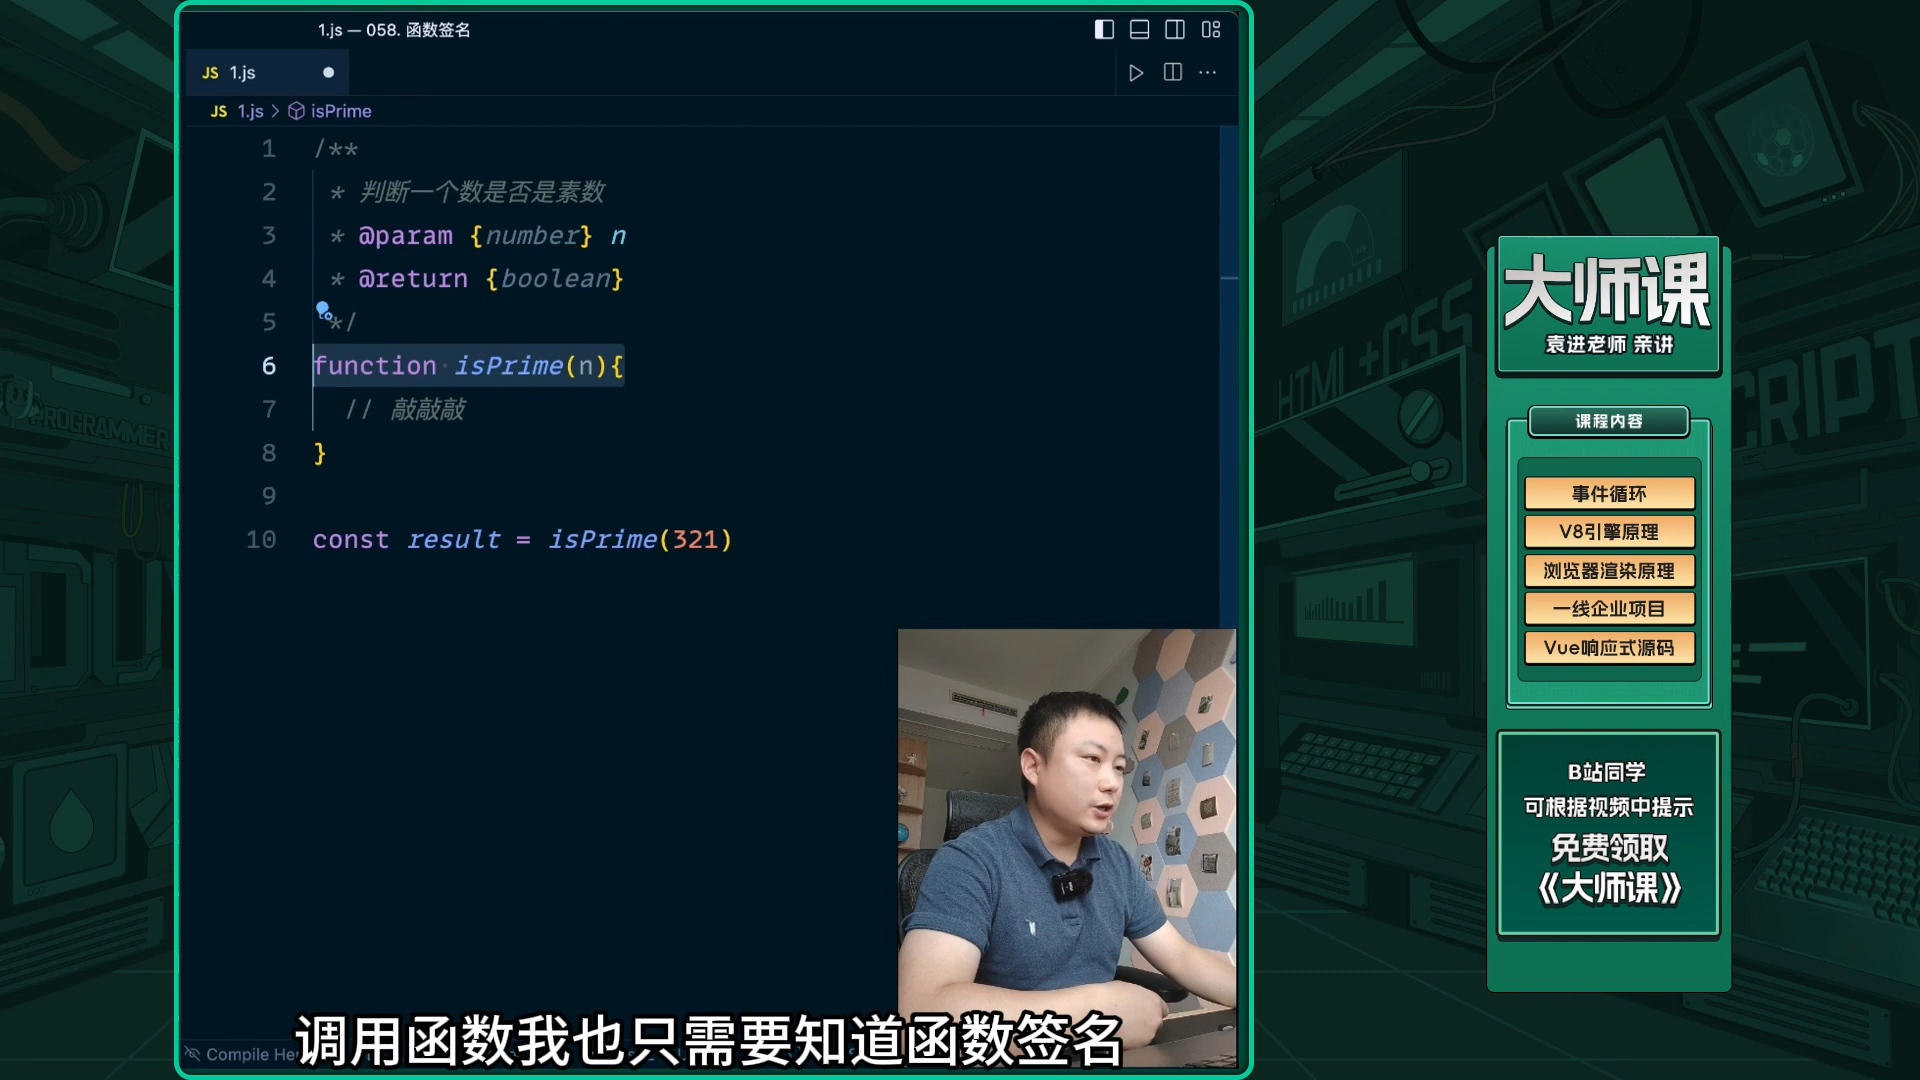 1.js — 058. 函数签名
JS 1.js
JS 1.js > isPrime
1 /**
2 * 判断一个数是否是素数
3 * @param {number} n
4 * @return {boolean}
5 */
6 function isPrime(n){
7 // 敲敲敲
8 }
9
10 const result = isPrime(321)
Compile
调用函数我也只需要知道函数签名
大师课
袁进老师 亲讲
课程内容
事件循环
V8引擎原理
浏览器渲染原理
一线企业项目
Vue响应式源码
B站同学
可根据视频中提示
免费领取
《大师课》
PROGRAMMER
HTML+CSS